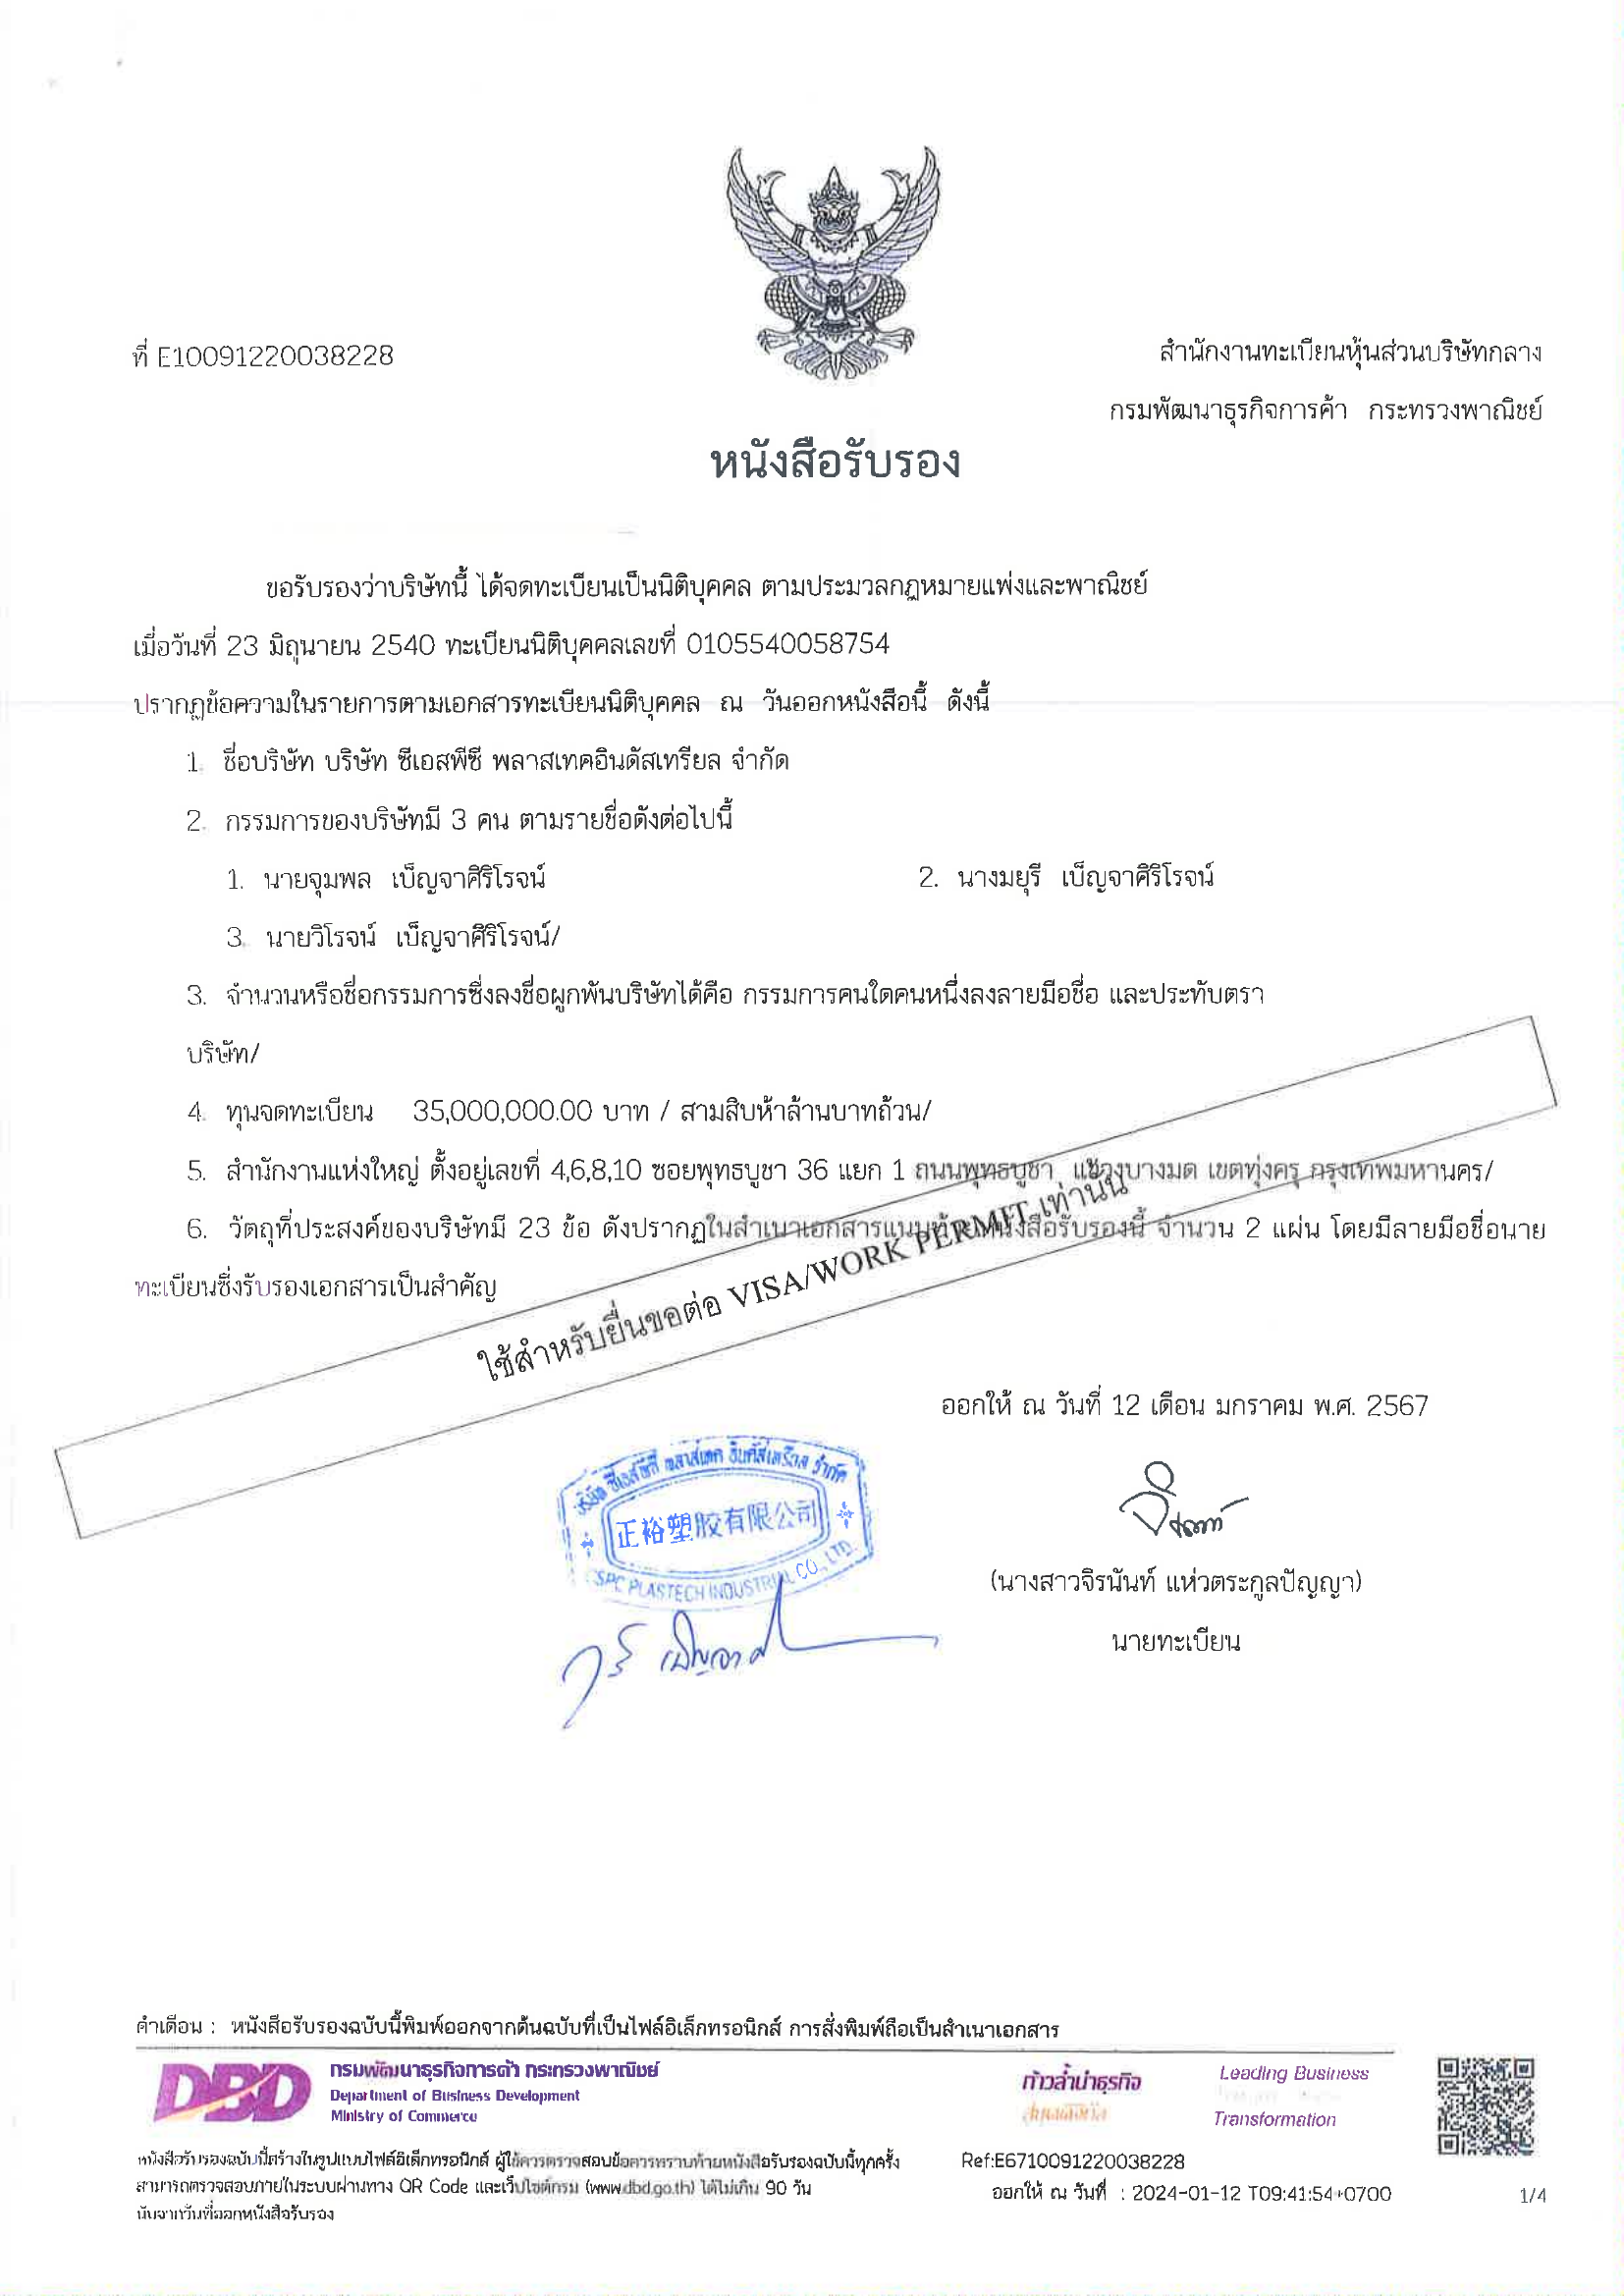 ที่ E10091220038228
สำนักงานทะเบียนหุ้นส่วนบริษัทกลาง
กรมพัฒนาธุรกิจการค้า กระทรวงพาณิชย์
หนังสือรับรอง
ขอรับรองว่าบริษัทนี้ ได้จดทะเบียนเป็นนิติบุคคล ตามประมวลกฎหมายแพ่งและพาณิชย์
เมื่อวันที่ 23 มิถุนายน 2540 ทะเบียนนิติบุคคลเลขที่ 0105540058754
ปรากฏข้อความในรายการตามเอกสารทะเบียนนิติบุคคล ณ วันออกหนังสือนี้ ดังนี้
1. ชื่อบริษัท บริษัท ซีเอสพีซี พลาสเทคอินดัสเทรียล จำกัด
2. กรรมการของบริษัทมี 3 คน ตามรายชื่อดังต่อไปนี้
1. นายจุมพล เบ็ญจาศิริโรจน์ 2. นางมยุรี เบ็ญจาศิริโรจน์
3. นายวิโรจน์ เบ็ญจาศิริโรจน์/
3. จำนวนหรือชื่อกรรมการซึ่งลงชื่อผูกพันบริษัทได้คือ กรรมการคนใดคนหนึ่งลงลายมือชื่อ และประทับตรา
บริษัท/
4. ทุนจดทะเบียน 35,000,000.00 บาท / สามสิบห้าล้านบาทถ้วน/
5. สำนักงานแห่งใหญ่ ตั้งอยู่เลขที่ 4,6,8,10 ซอยพุทธบูชา 36 แยก 1 ถนนพุทธบูชา แขวงบางมด เขตทุ่งครุ กรุงเทพมหานคร/
6. วัตถุที่ประสงค์ของบริษัทมี 23 ข้อ ดังปรากฏในสำเนาเอกสารแนบท้ายหนังสือรับรองนี้ จำนวน 2 แผ่น โดยมีลายมือชื่อนาย
ทะเบียนซึ่งรับรองเอกสารเป็นสำคัญ
ใช้สำหรับยื่นขอต่อ VISA/WORK PERMIT เท่านั้น
ออกให้ ณ วันที่ 12 เดือน มกราคม พ.ศ. 2567
บริษัท ซีเอสพีซี พลาสเทค อินดัสเตรียล จำกัด
正裕塑胶有限公司
CSPC PLASTECH INDUSTRIAL CO., LTD.
(นางสาวจิรนันท์ แห่วตระกูลปัญญา)
นายทะเบียน
คำเตือน : หนังสือรับรองฉบับนี้พิมพ์ออกจากต้นฉบับที่เป็นไฟล์อิเล็กทรอนิกส์ การสั่งพิมพ์ถือเป็นสำเนาเอกสาร
DBD
กรมพัฒนาธุรกิจการค้า กระทรวงพาณิชย์
Department of Business Development
Ministry of Commerce
ก้าวล้ำนำธุรกิจ
Leading Business
Transformation
หนังสือรับรองฉบับนี้สร้างในรูปแบบไฟล์อิเล็กทรอนิกส์ ผู้ใช้ควรตรวจสอบข้อควรทราบท้ายหนังสือรับรองฉบับนี้ทุกครั้ง
สามารถตรวจสอบภายในระบบผ่านทาง QR Code และเว็บไซต์กรม (www.dbd.go.th) ได้ไม่เกิน 90 วัน
นับจากวันที่ออกหนังสือรับรอง
Ref:E6710091220038228
ออกให้ ณ วันที่ : 2024-01-12 T09:41:54+0700
1/4